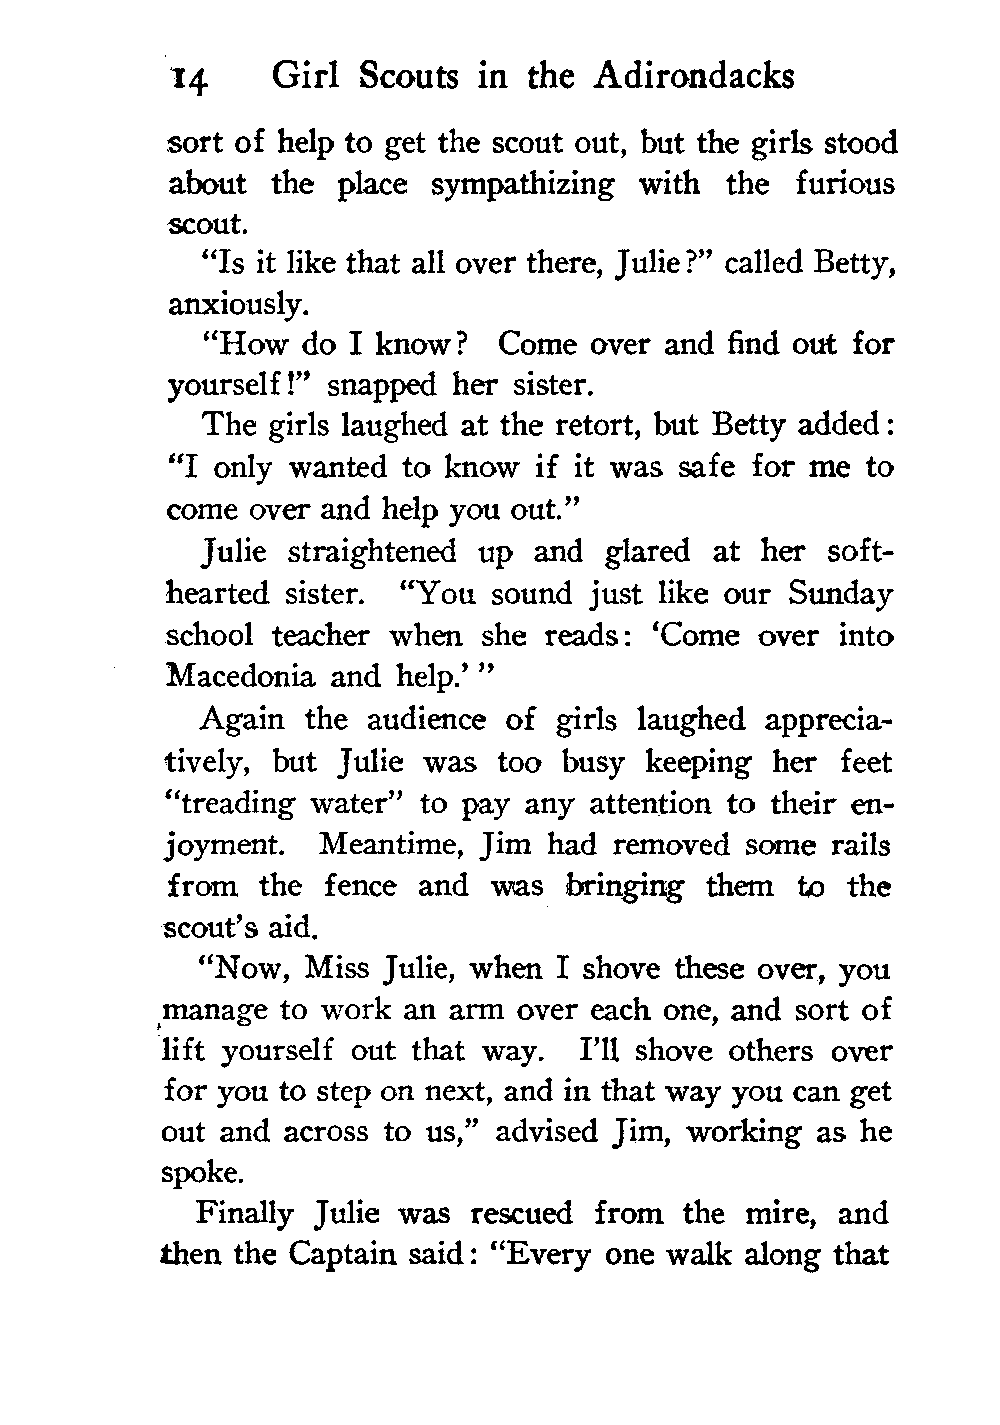 14 Girl Scouts in the Adirondacks
sort of help to get the scout out, but the girls stood
about the place sympathizing with the furious
scout.
"Is it like that all over there, Julie?" called Betty,
anxiously.
"How do I know? Come over and find out for
yourself!" snapped her sister.
The girls laughed at the retort, but Betty added:
"I only wanted to know if it was safe for me to
come over and help you out."
Julie straightened up and glared at her soft-
hearted sister. "You sound just like our Sunday
school teacher when she reads: 'Come over into
Macedonia and help.'"
Again the audience of girls laughed apprecia-
tively, but Julie was too busy keeping her feet
"treading water" to pay any attention to their en-
joyment. Meantime, Jim had removed some rails
from the fence and was bringing them to the
scout's aid.
"Now, Miss Julie, when I shove these over, you
manage to work an arm over each one, and sort of
lift yourself out that way. I'll shove others over
for you to step on next, and in that way you can get
out and across to us," advised Jim, working as he
spoke.
Finally Julie was rescued from the mire, and
then the Captain said: "Every one walk along that